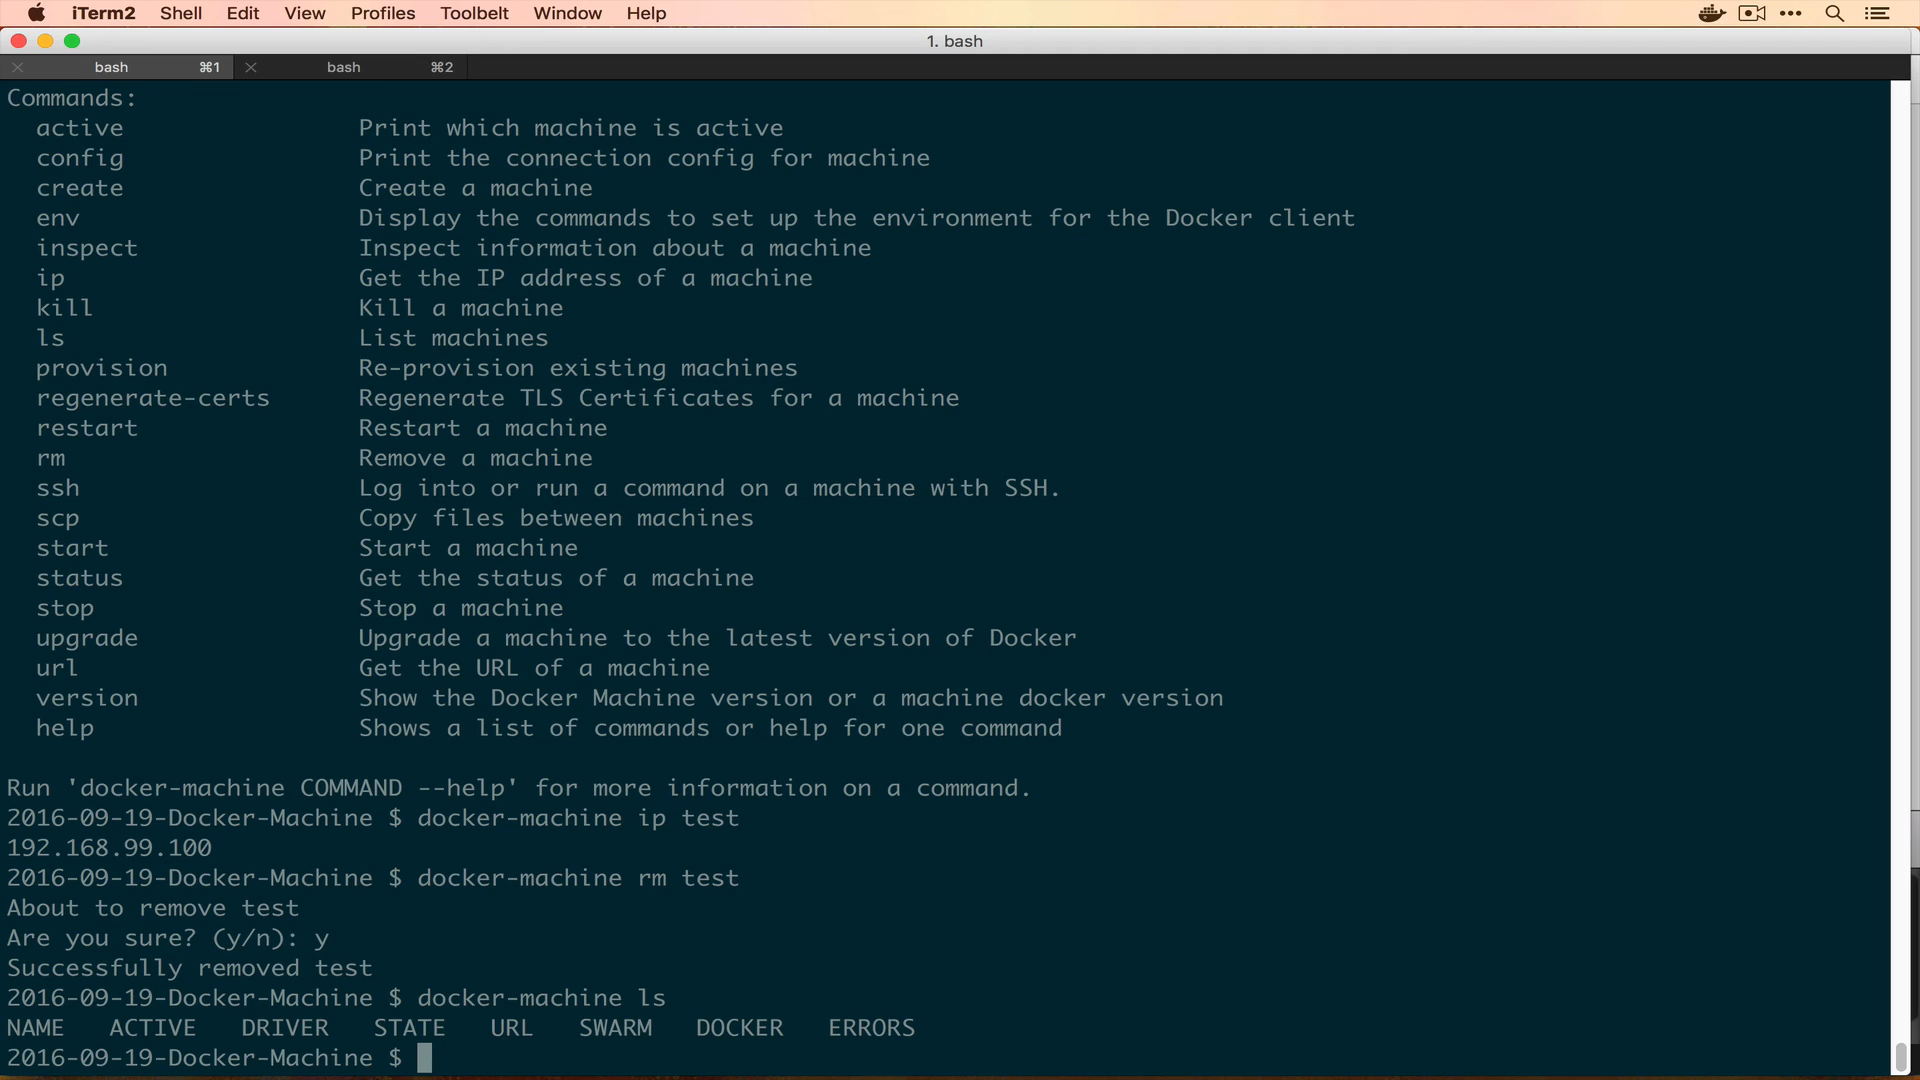 iTerm2 Shell Edit View Profiles Toolbelt Window Help
1. bash
bash ⌘1 bash ⌘2
Commands:
active Print which machine is active
config Print the connection config for machine
create Create a machine
env Display the commands to set up the environment for the Docker client
inspect Inspect information about a machine
ip Get the IP address of a machine
kill Kill a machine
ls List machines
provision Re-provision existing machines
regenerate-certs Regenerate TLS Certificates for a machine
restart Restart a machine
rm Remove a machine
ssh Log into or run a command on a machine with SSH.
scp Copy files between machines
start Start a machine
status Get the status of a machine
stop Stop a machine
upgrade Upgrade a machine to the latest version of Docker
url Get the URL of a machine
version Show the Docker Machine version or a machine docker version
help Shows a list of commands or help for one command
Run 'docker-machine COMMAND --help' for more information on a command.
2016-09-19-Docker-Machine $ docker-machine ip test
192.168.99.100
2016-09-19-Docker-Machine $ docker-machine rm test
About to remove test
Are you sure? (y/n): y
Successfully removed test
2016-09-19-Docker-Machine $ docker-machine ls
NAME ACTIVE DRIVER STATE URL SWARM DOCKER ERRORS
2016-09-19-Docker-Machine $